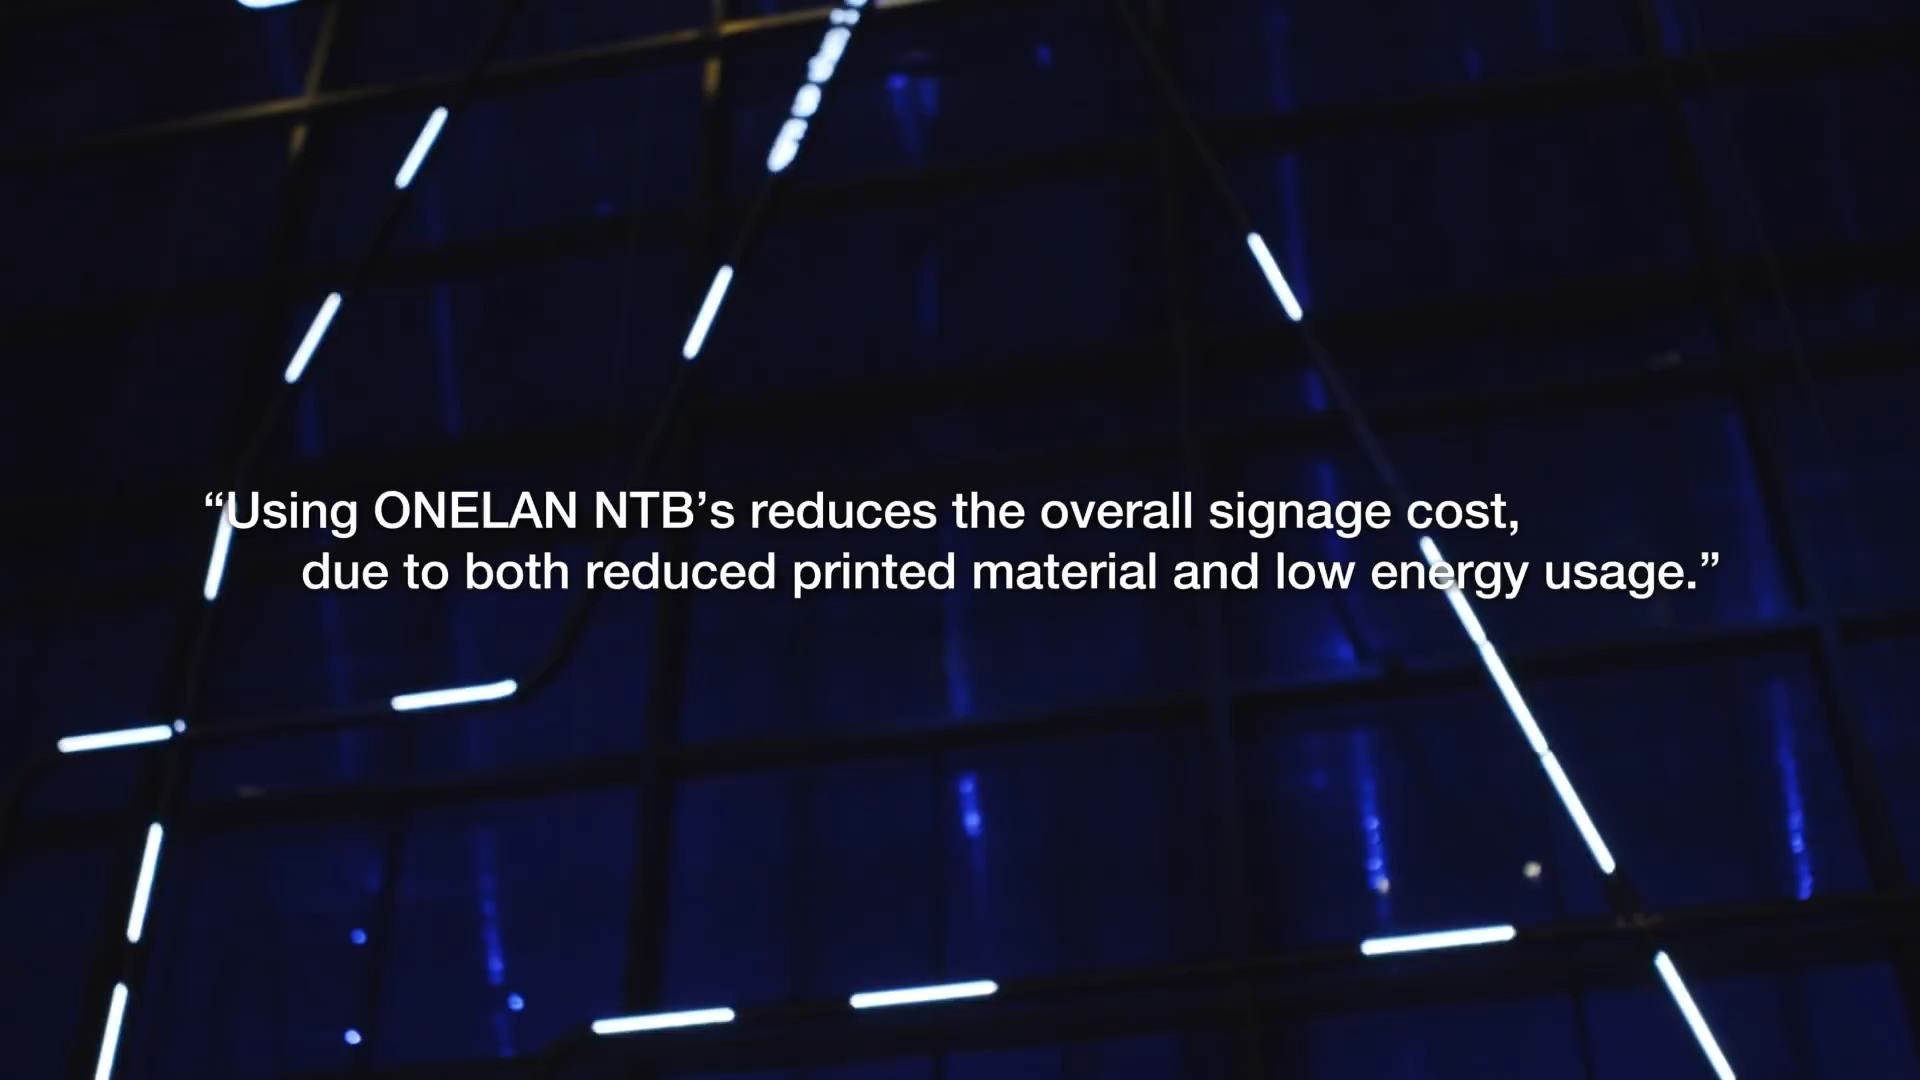 “Using ONELAN NTB’s reduces the overall signage cost,
due to both reduced printed material and low energy usage.”